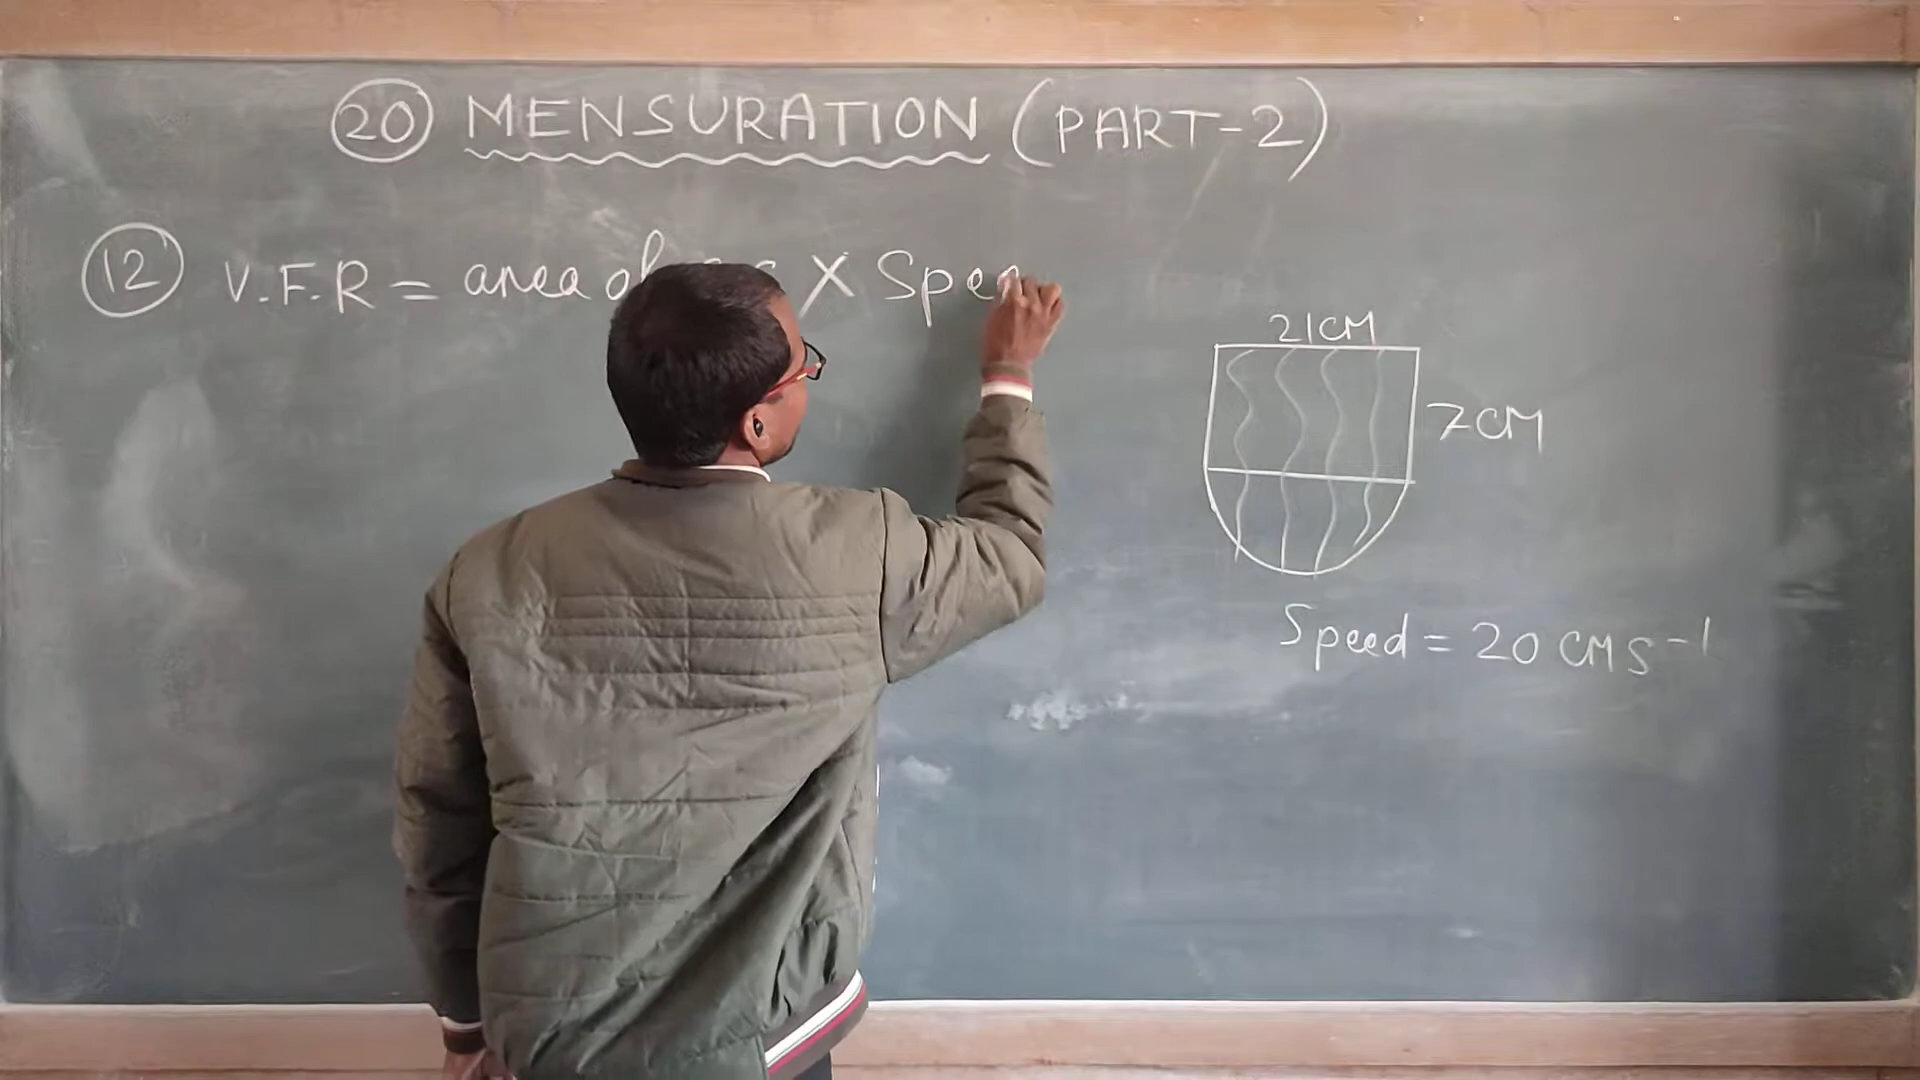 20 MENSURATION (PART-2)
12 V.F.R = area × Spe
21CM
7CM
Speed = 20 CMS-1